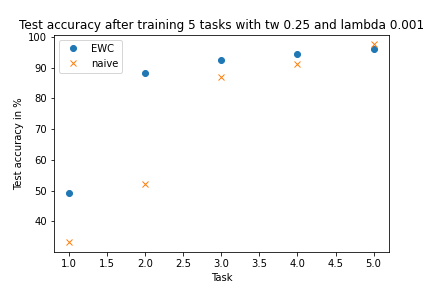 Test accuracy after training 5 tasks with tw 0.25 and lambda 0.001
EWC
naive
Test accuracy in %
100
90
80
70
60
50
40
1.0 1.5 2.0 2.5 3.0 3.5 4.0 4.5 5.0
Task